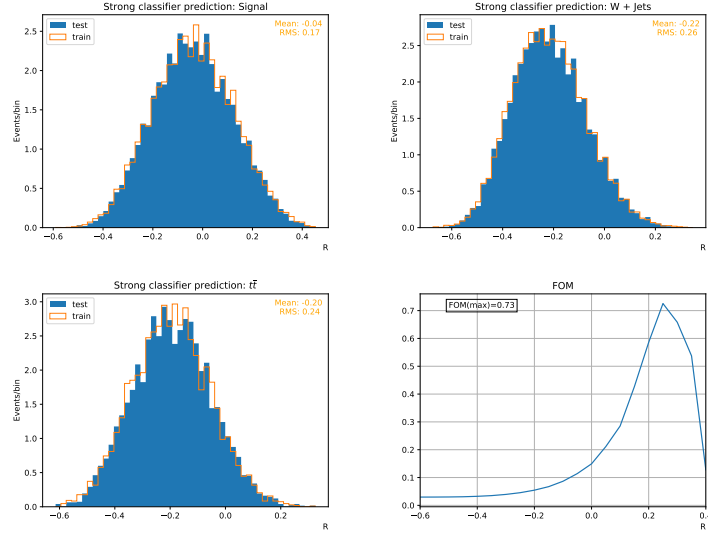 Strong classifier prediction: Signal
test
train
Mean: -0.04
RMS: 0.17
Events/bin
2.5
2.0
1.5
1.0
0.5
0.0
−0.6 −0.4 −0.2 0.0 0.2 0.4
R
Strong classifier prediction: W + Jets
test
train
Mean: -0.22
RMS: 0.26
Events/bin
2.5
2.0
1.5
1.0
0.5
0.0
−0.6 −0.4 −0.2 0.0 0.2
R
Strong classifier prediction: tt̅
test
train
Mean: -0.20
RMS: 0.24
Events/bin
3.0
2.5
2.0
1.5
1.0
0.5
0.0
−0.6 −0.4 −0.2 0.0 0.2
R
FOM
FOM(max)=0.73
0.7
0.6
0.5
0.4
0.3
0.2
0.1
0.0
−0.6 −0.4 −0.2 0.0 0.2 0.4
R